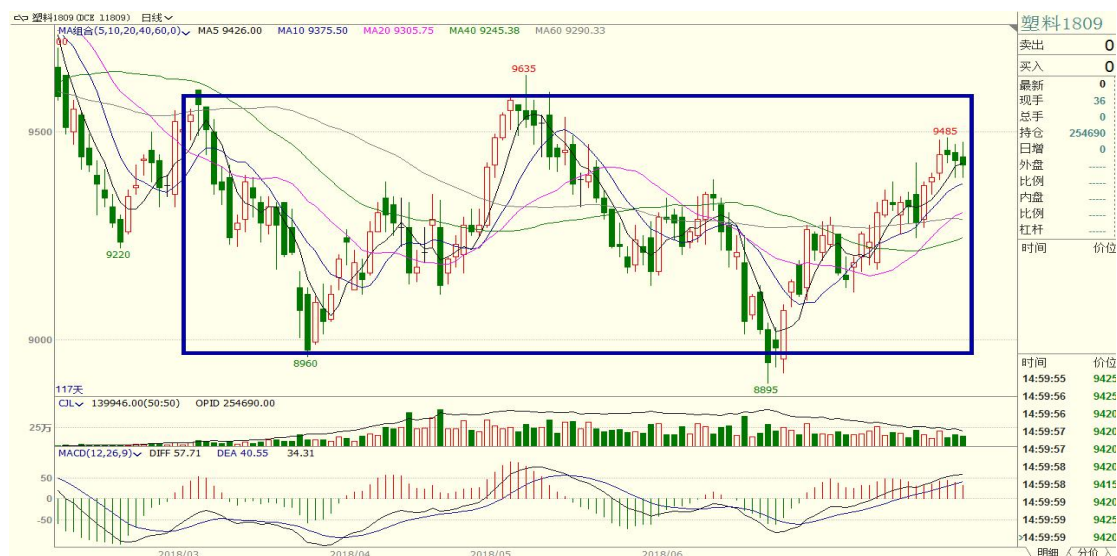 塑料1809 (DCE l1809) 日线
MA组合(5,10,20,40,60,0) MA5 9426.00 MA10 9375.50 MA20 9305.75 MA40 9245.38 MA60 9290.33
9635
9500
9485
9220
9000
8960
8895
117天
CJL 139946.00(50:50) OPID 254690.00
25万
MACD(12,26,9) DIFF 57.71 DEA 40.55 34.31
50
0
-50
2018/03 2018/04 2018/05 2018/06
塑料1809
卖出 0
买入 0
最新 0
现手 36
总手 0
持仓 254690
日增 0
外盘 -----
比例 -----
内盘 -----
比例 -----
杠杆 -----
时间 价位
时间 价位
14:59:55 9425
14:59:56 9425
14:59:56 9420
14:59:57 9420
14:59:57 9420
14:59:58 9420
14:59:58 9415
14:59:59 9420
14:59:59 9425
>14:59:59 9420
明细 分价